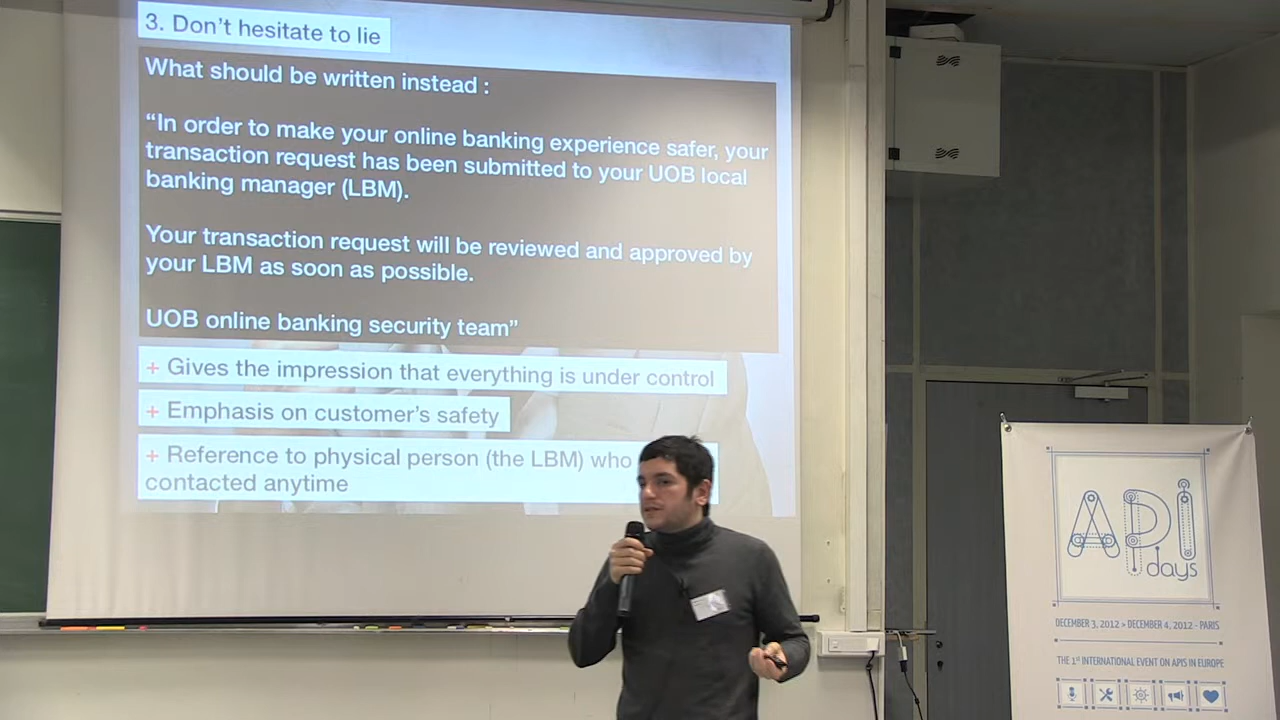 3. Don't hesitate to lie
What should be written instead :
“In order to make your online banking experience safer, your
transaction request has been submitted to your UOB local
banking manager (LBM).
Your transaction request will be reviewed and approved by
your LBM as soon as possible.
UOB online banking security team”
+ Gives the impression that everything is under control
+ Emphasis on customer's safety
+ Reference to physical person (the LBM) who
contacted anytime
API
days
DECEMBER 3, 2012 > DECEMBER 4, 2012 - PARIS
THE 1ST INTERNATIONAL EVENT ON APIS IN EUROPE